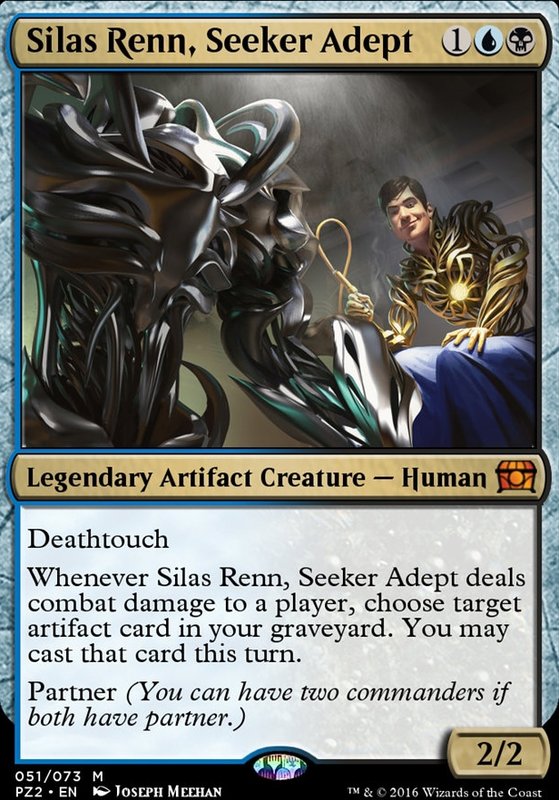 Silas Renn, Seeker Adept 1
Legendary Artifact Creature — Human
Deathtouch
Whenever Silas Renn, Seeker Adept deals
combat damage to a player, choose target
artifact card in your graveyard. You may
cast that card this turn.
Partner (You can have two commanders if
both have partner.)
2/2
051/073 M
PZ2 • EN Joseph Meehan
™ & © 2016 Wizards of the Coast